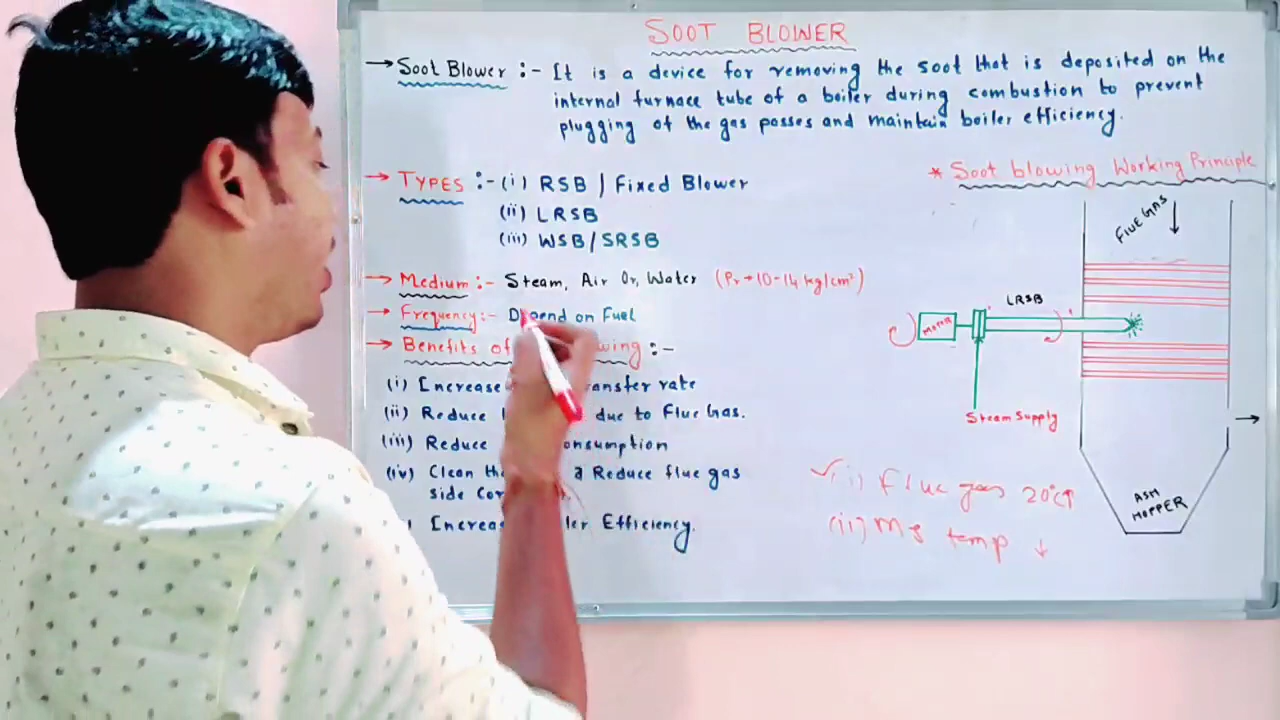 SOOT BLOWER
→ Soot Blower :- It is a device for removing the soot that is deposited on the
internal furnace tube of a boiler during combustion to prevent
plugging of the gas passes and maintain boiler efficiency.
→ TYPES :- (i) RSB / Fixed Blower
(ii) LRSB
(iii) WSB/SRSB
→ Medium :- Steam, Air Or, Water (Pr → 10-14 kg/cm²)
→ Frequency :- Depend on Fuel
→ Benefits of :-
(i) Increase rate
(ii) Reduce due to Flue Gas.
(iii) Reduce
(iv) Clean Reduce flue gas
side
Efficiency.
* Soot blowing Working Principle
FLUE GAS
LRSB
MOTOR
Steam Supply
ASH
HOPPER
(i) Flue gas 20°C↑
(ii) MS temp ↓